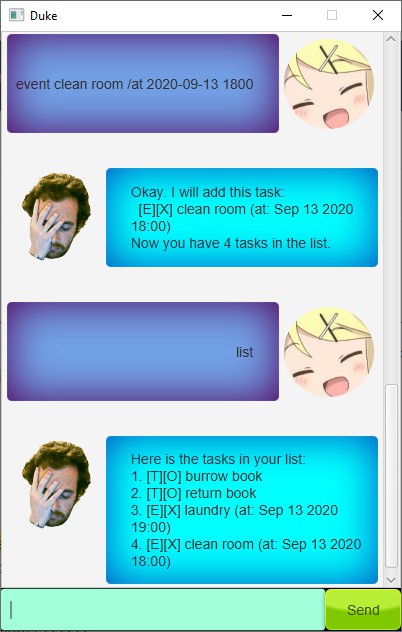 Duke
event clean room /at 2020-09-13 1800
Okay. I will add this task:
[E][X] clean room (at: Sep 13 2020
18:00)
Now you have 4 tasks in the list.
list
Here is the tasks in your list:
1. [T][O] burrow book
2. [T][O] return book
3. [E][X] laundry (at: Sep 13 2020
19:00)
4. [E][X] clean room (at: Sep 13 2020
18:00)
Send